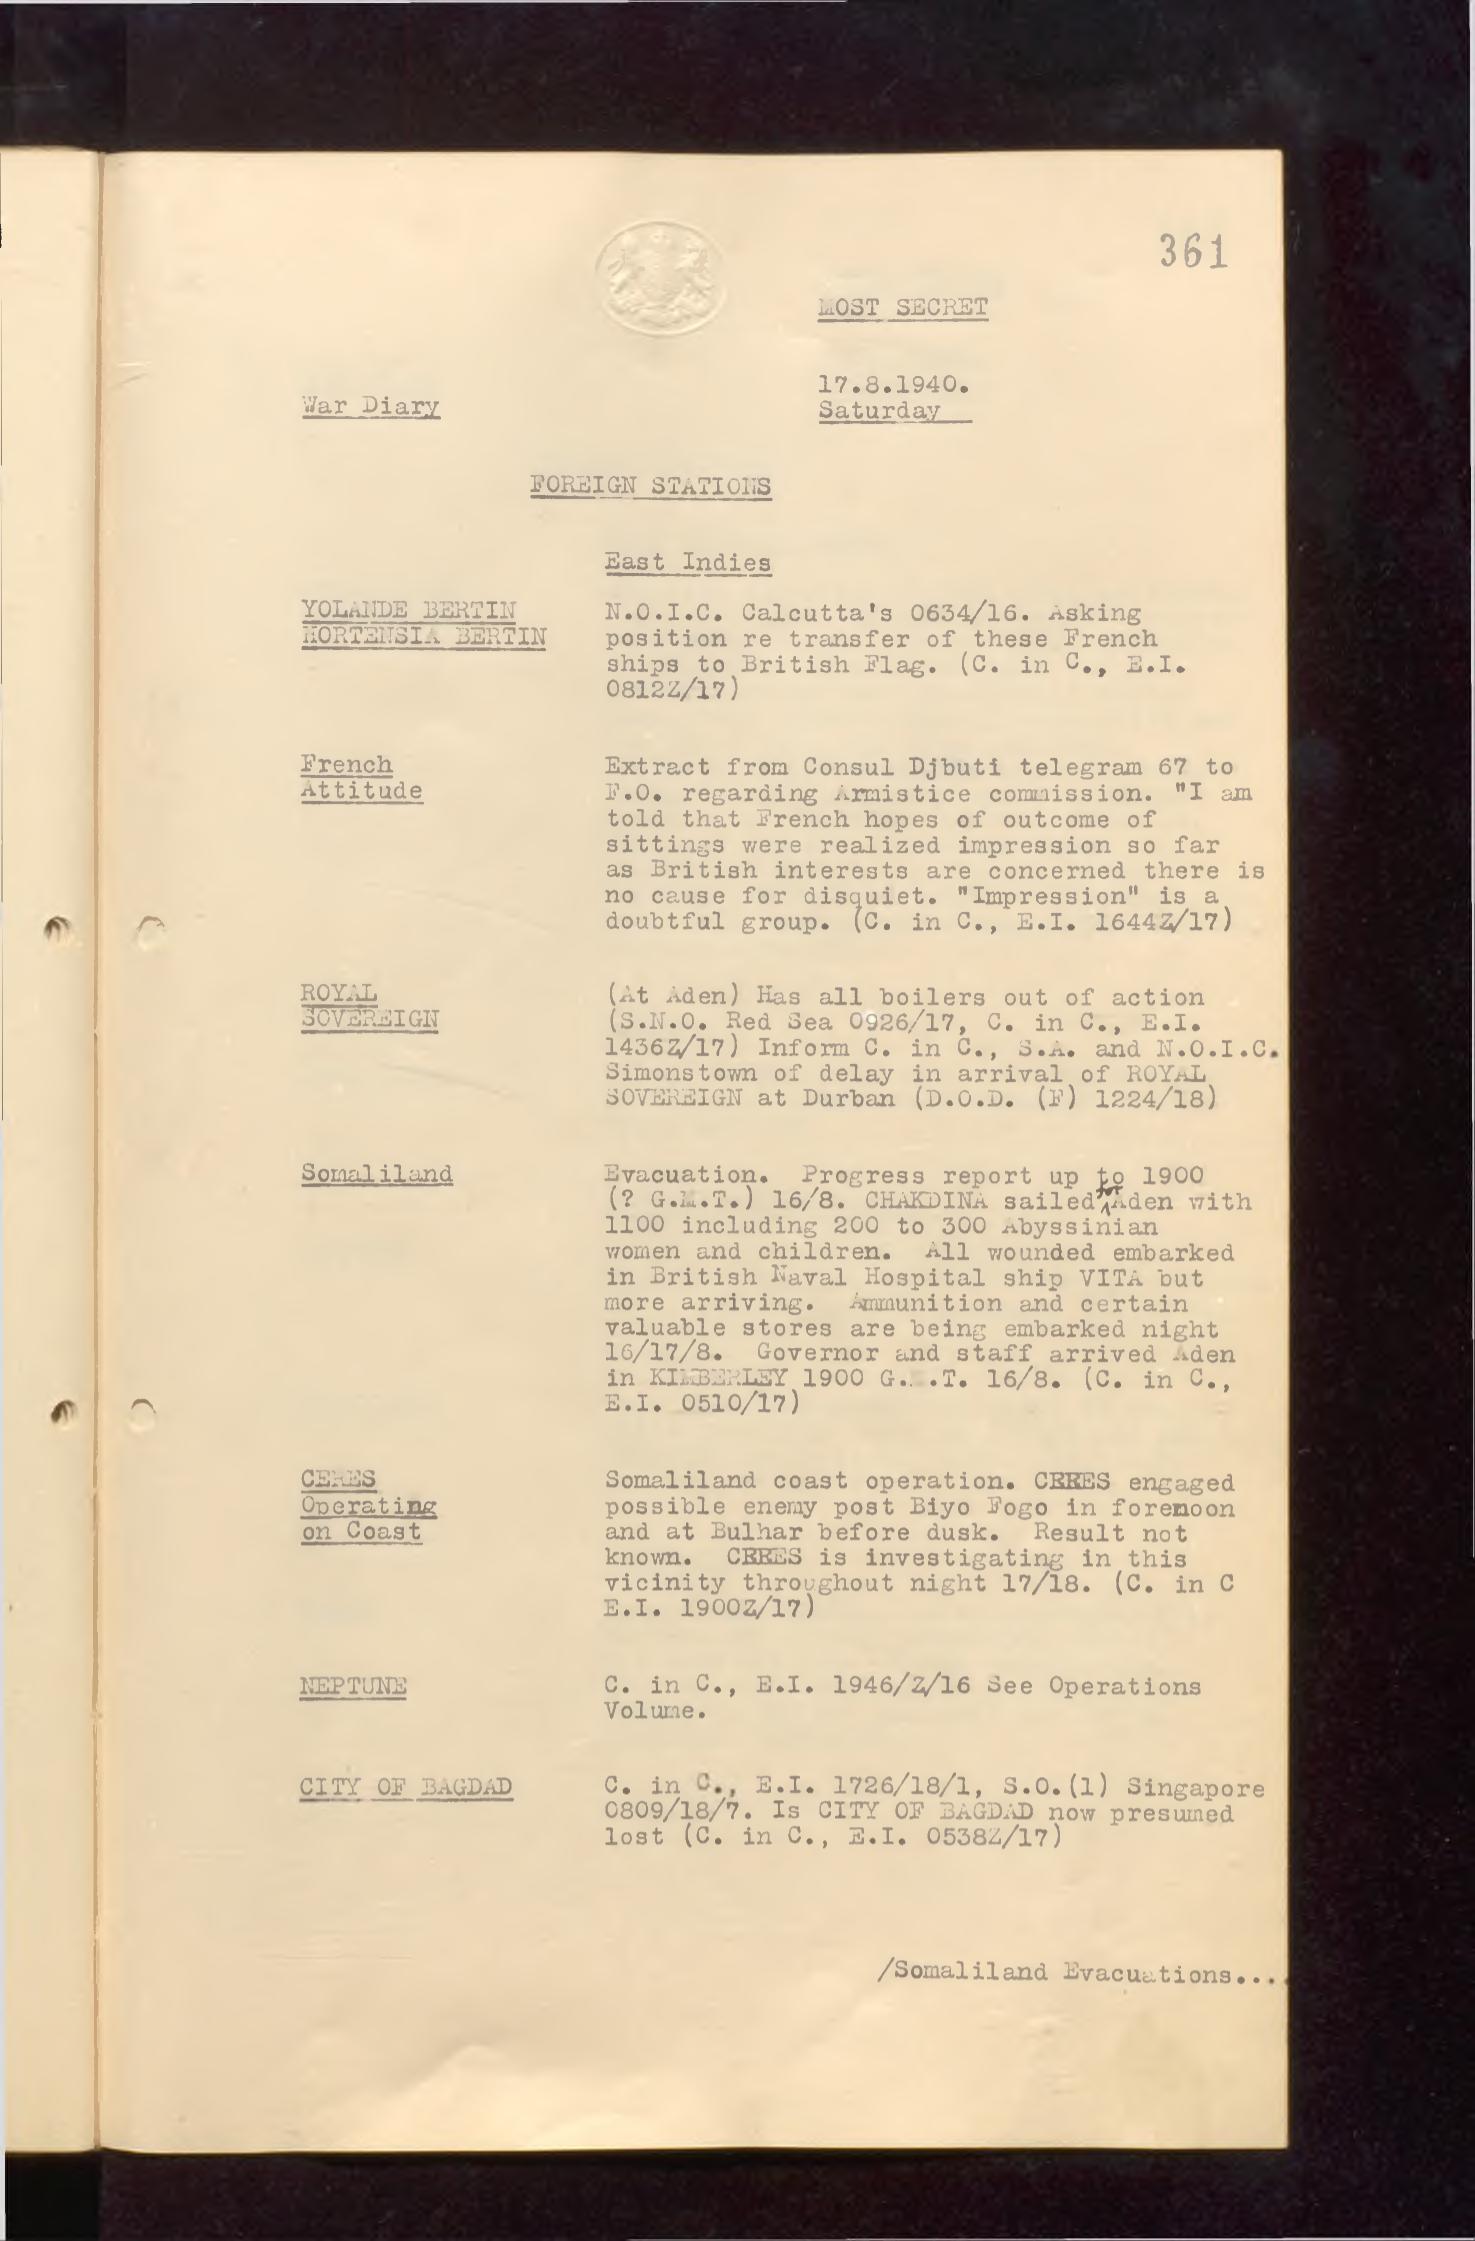 361
MOST SECRET
17.8.1940.
War Diary
Saturday
FOREIGN STATIONS
East Indies
YOLANDE BERTIN
HORTENSIA BERTIN
N.O.I.C. Calcutta's 0634/16. Asking
position re transfer of these French
ships to British Flag. (C. in C., E.I.
0812Z/17)
French
Attitude
Extract from Consul Djbuti telegram 67 to
F.O. regarding Armistice commission. "I am
told that French hopes of outcome of
sittings were realized impression so far
as British interests are concerned there is
no cause for disquiet. "Impression" is a
doubtful group. (C. in C., E.I. 1644Z/17)
ROYAL
SOVEREIGN
(At Aden) Has all boilers out of action
(S.N.O. Red Sea 0926/17, C. in C., E.I.
1436Z/17) Inform C. in C., S.A. and N.O.I.C.
Simonstown of delay in arrival of ROYAL
SOVEREIGN at Durban (D.O.D. (F) 1224/18)
Somaliland
Evacuation. Progress report up to 1900
(? G.M.T.) 16/8. CHAKDINA sailed for Aden with
1100 including 200 to 300 Abyssinian
women and children. All wounded embarked
in British Naval Hospital ship VITA but
more arriving. Ammunition and certain
valuable stores are being embarked night
16/17/8. Governor and staff arrived Aden
in KIMBERLEY 1900 G.M.T. 16/8. (C. in C.,
E.I. 0510/17)
CERES
Operating
on Coast
Somaliland coast operation. CERES engaged
possible enemy post Biyo Fogo in forenoon
and at Bulhar before dusk. Result not
known. CERES is investigating in this
vicinity throughout night 17/18. (C. in C
E.I. 1900Z/17)
NEPTUNE
C. in C., E.I. 1946/Z/16 See Operations
Volume.
CITY OF BAGDAD
C. in C., E.I. 1726/18/1, S.O.(1) Singapore
0809/18/7. Is CITY OF BAGDAD now presumed
lost (C. in C., E.I. 0538Z/17)
/Somaliland Evacuations....